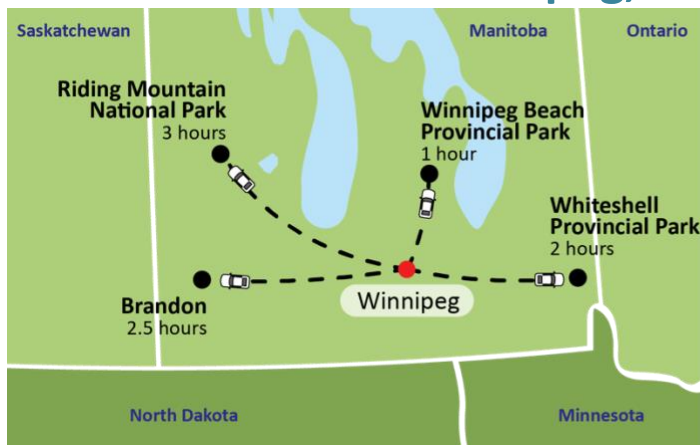 Saskatchewan
Manitoba
Ontario
Riding Mountain
National Park
3 hours
Winnipeg Beach
Provincial Park
1 hour
Whiteshell
Provincial Park
2 hours
Brandon
2.5 hours
Winnipeg
North Dakota
Minnesota